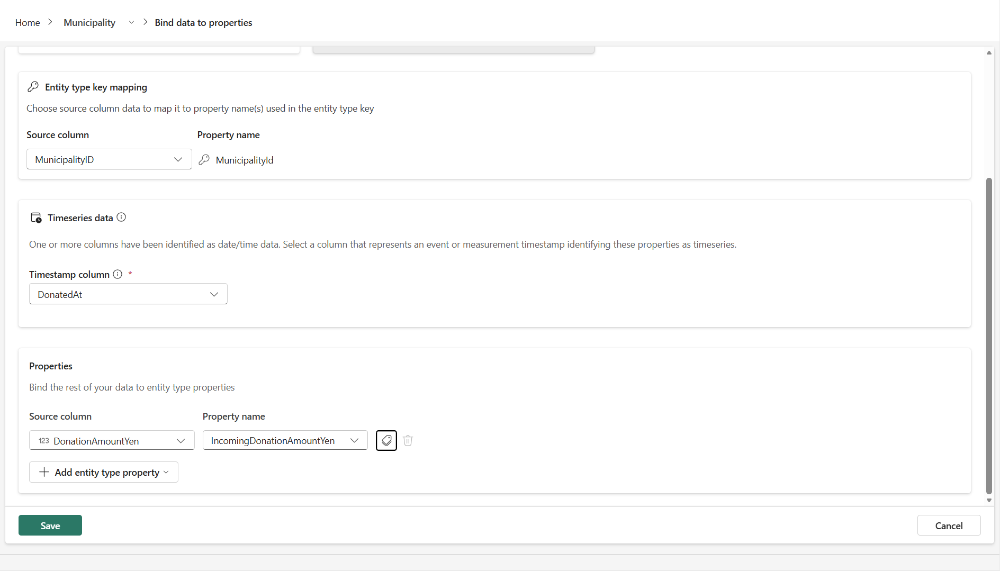 Home
Municipality
Bind data to properties
Entity type key mapping
Choose source column data to map it to property name(s) used in the entity type key
Source column
Property name
MunicipalityID
MunicipalityId
Timeseries data
One or more columns have been identified as date/time data. Select a column that represents an event or measurement timestamp identifying these properties as timeseries.
Timestamp column *
DonatedAt
Properties
Bind the rest of your data to entity type properties
Source column
Property name
123 DonationAmountYen
IncomingDonationAmountYen
Add entity type property
Save
Cancel